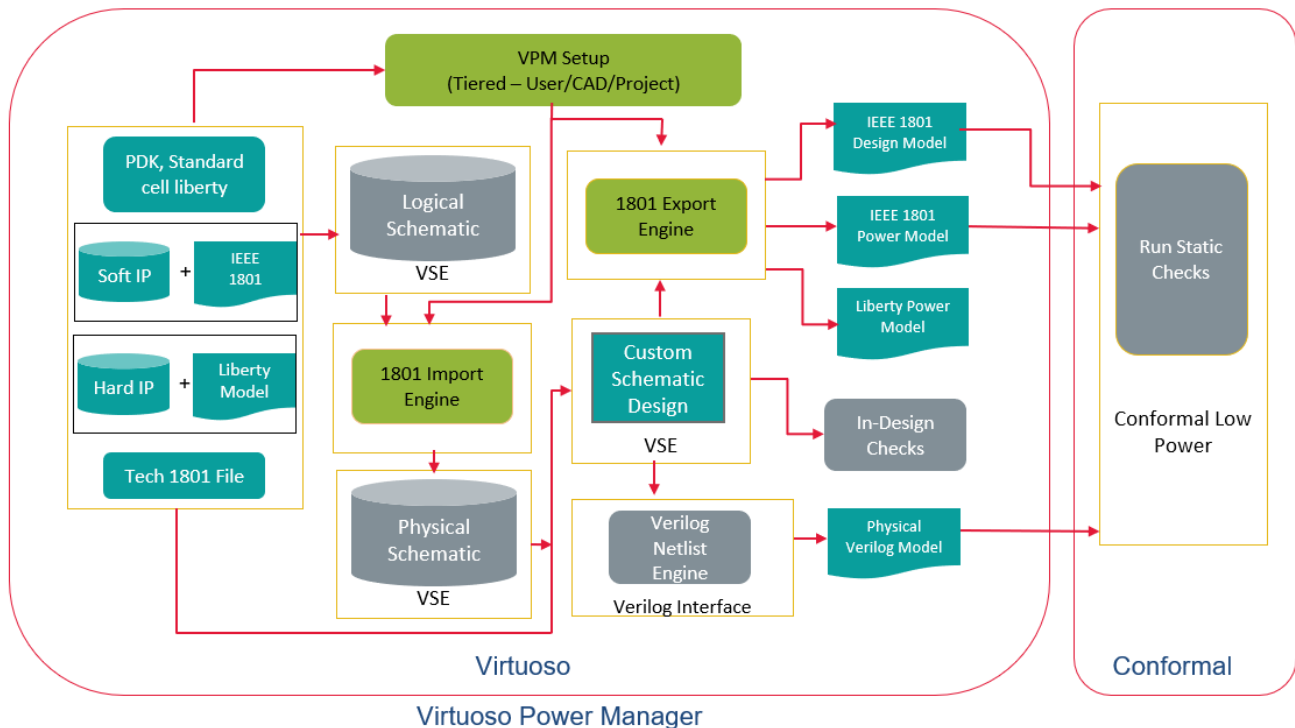 VPM Setup
(Tiered – User/CAD/Project)
PDK, Standard
cell liberty
Soft IP
+
IEEE
1801
Hard IP
+
Liberty
Model
Tech 1801 File
Logical
Schematic
VSE
1801 Import
Engine
Physical
Schematic
VSE
1801 Export
Engine
Custom
Schematic
Design
VSE
Verilog
Netlist
Engine
Verilog Interface
IEEE 1801
Design Model
IEEE 1801
Power Model
Liberty Power
Model
In-Design
Checks
Physical
Verilog Model
Run Static
Checks
Conformal Low
Power
Virtuoso
Conformal
Virtuoso Power Manager